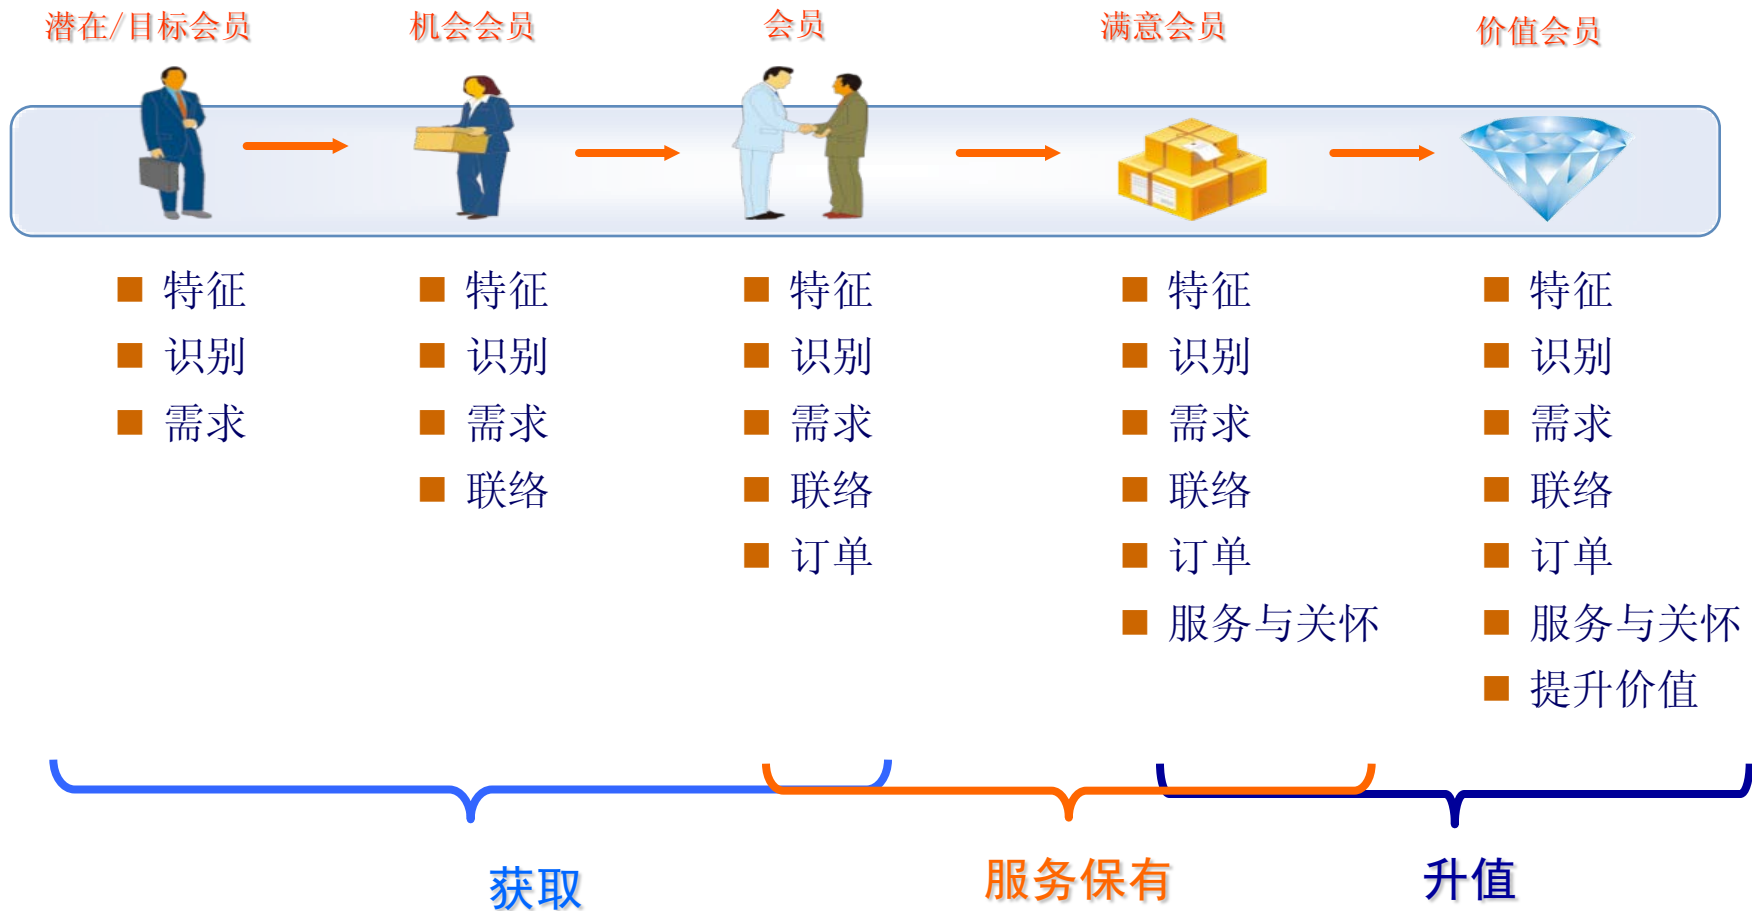 潜在/目标会员
机会会员
会员
满意会员
价值会员
特征
识别
需求
特征
识别
需求
联络
特征
识别
需求
联络
订单
特征
识别
需求
联络
订单
服务与关怀
特征
识别
需求
联络
订单
服务与关怀
提升价值
获取
服务保有
升值